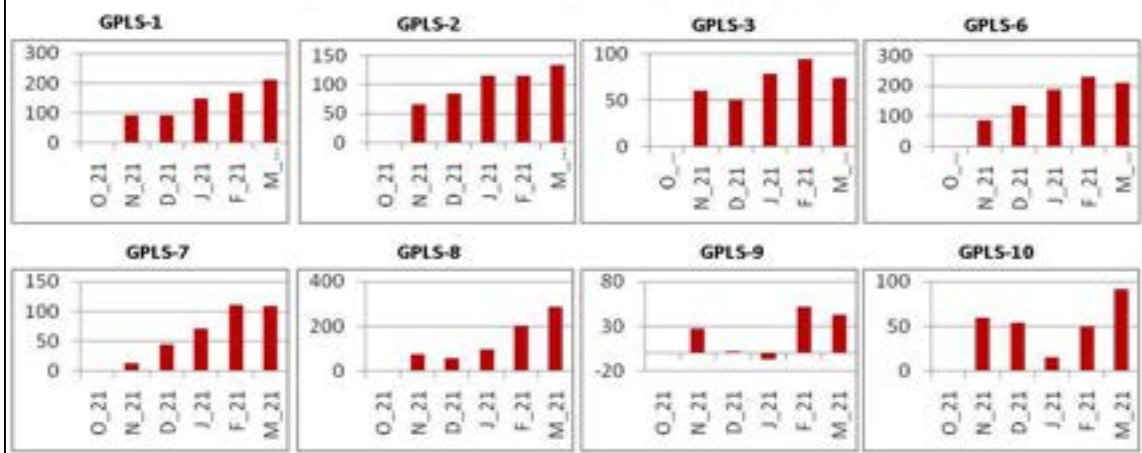 GPLS-1
300
200
100
0
O_21
N_21
D_21
J_21
F_21
M_...
GPLS-2
150
100
50
0
O_21
N_21
D_21
J_21
F_21
M_...
GPLS-3
100
50
0
O_...
N_21
D_21
J_21
F_21
M_...
GPLS-6
300
200
100
0
O_...
N_21
D_21
J_21
F_21
M_...
GPLS-7
150
100
50
0
O_21
N_21
D_21
J_21
F_21
M_21
GPLS-8
400
200
0
O_21
N_21
D_21
J_21
F_21
M_21
GPLS-9
80
30
-20
O_21
N_21
D_21
J_21
F_21
M_21
GPLS-10
100
50
0
O_21
N_21
D_21
J_21
F_21
M_21